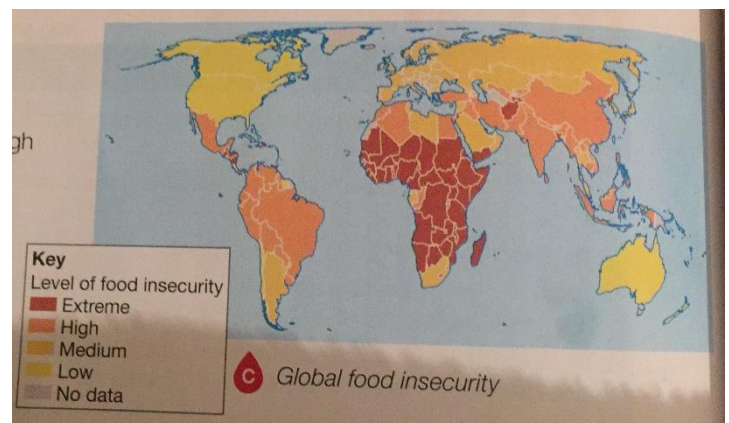 gh
Key
Level of food insecurity
Extreme
High
Medium
Low
No data
C Global food insecurity